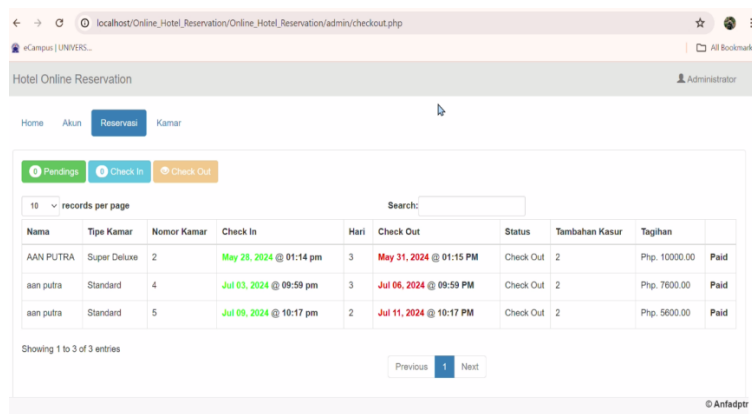 localhost/Online_Hotel_Reservation/Online_Hotel_Reservation/admin/checkout.php
eCampus | UNIVERS...
All Bookmark
Hotel Online Reservation
Administrator
Home Akun Reservasi Kamar
0 Pendings 0 Check In Check Out
10 records per page Search:
Nama Tipe Kamar Nomor Kamar Check In Hari Check Out Status Tambahan Kasur Tagihan
AAN PUTRA Super Deluxe 2 May 28, 2024 @ 01:14 pm 3 May 31, 2024 @ 01:15 PM Check Out 2 Php. 10000.00 Paid
aan putra Standard 4 Jul 03, 2024 @ 09:59 pm 3 Jul 06, 2024 @ 09:59 PM Check Out 2 Php. 7600.00 Paid
aan putra Standard 5 Jul 09, 2024 @ 10:17 pm 2 Jul 11, 2024 @ 10:17 PM Check Out 2 Php. 5600.00 Paid
Showing 1 to 3 of 3 entries
Previous 1 Next
© Anfadptr